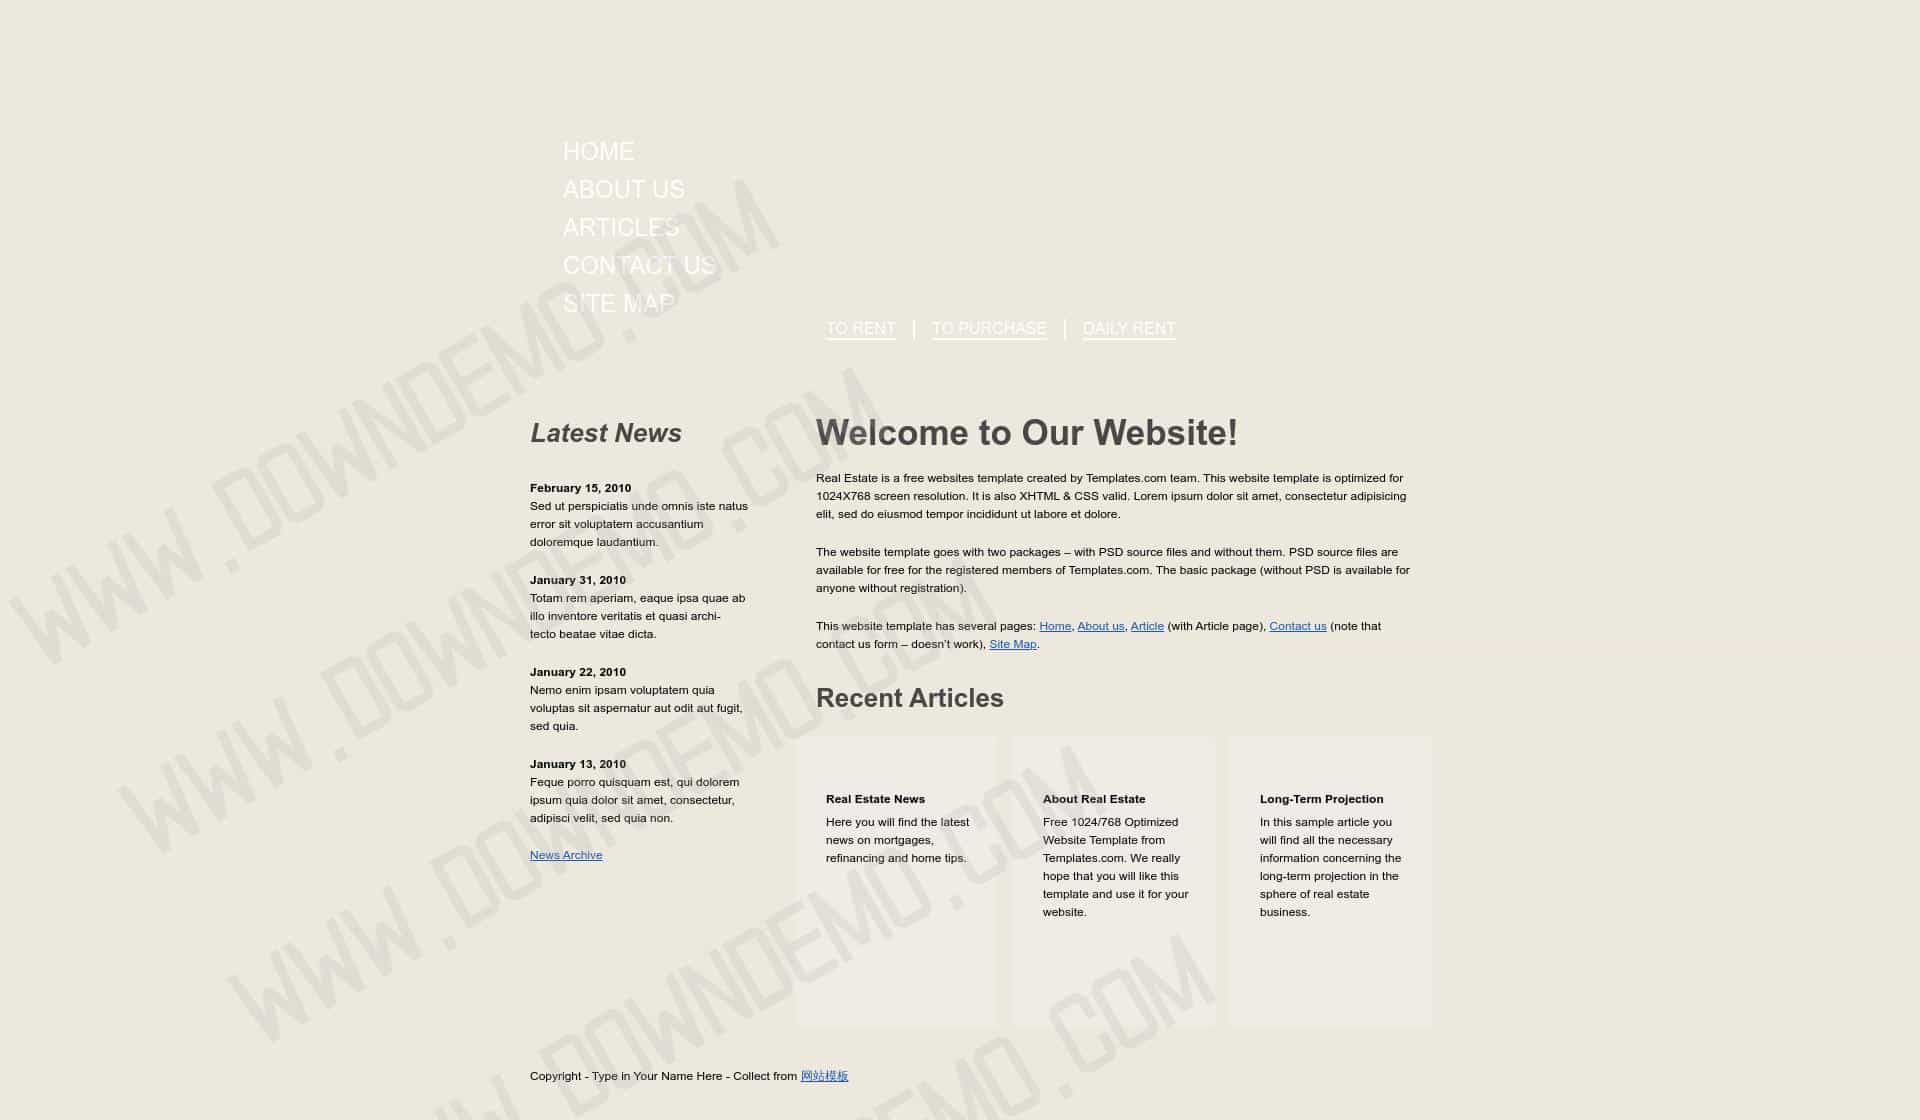 HOME
ABOUT US
ARTICLES
CONTACT US
SITE MAP
TO RENT | TO PURCHASE | DAILY RENT
Latest News
February 15, 2010
Sed ut perspiciatis unde omnis iste natus
error sit voluptatem accusantium
doloremque laudantium.
January 31, 2010
Totam rem aperiam, eaque ipsa quae ab
illo inventore veritatis et quasi archi-
tecto beatae vitae dicta.
January 22, 2010
Nemo enim ipsam voluptatem quia
voluptas sit aspernatur aut odit aut fugit,
sed quia.
January 13, 2010
Feque porro quisquam est, qui dolorem
ipsum quia dolor sit amet, consectetur,
adipisci velit, sed quia non.
News Archive
Welcome to Our Website!
Real Estate is a free websites template created by Templates.com team. This website template is optimized for
1024X768 screen resolution. It is also XHTML & CSS valid. Lorem ipsum dolor sit amet, consectetur adipisicing
elit, sed do eiusmod tempor incididunt ut labore et dolore.
The website template goes with two packages – with PSD source files and without them. PSD source files are
available for free for the registered members of Templates.com. The basic package (without PSD is available for
anyone without registration).
This website template has several pages: Home, About us, Article (with Article page), Contact us (note that
contact us form – doesn't work), Site Map.
Recent Articles
Real Estate News
Here you will find the latest
news on mortgages,
refinancing and home tips.
About Real Estate
Free 1024/768 Optimized
Website Template from
Templates.com. We really
hope that you will like this
template and use it for your
website.
Long-Term Projection
In this sample article you
will find all the necessary
information concerning the
long-term projection in the
sphere of real estate
business.
Copyright - Type in Your Name Here - Collect from 网站模板
WWW.DOWNDEMO.COM
WWW.DOWNDEMO.COM
WWW.DOWNDEMO.COM
W.DOWNDEMO.COM
EMO.COM